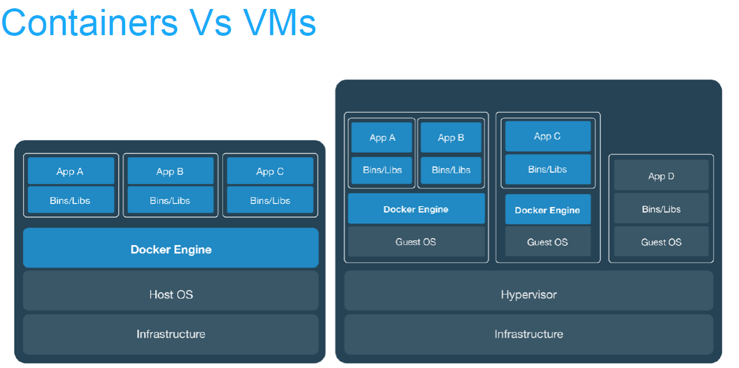 Containers Vs VMs
App A
Bins/Libs
App B
Bins/Libs
App C
Bins/Libs
Docker Engine
Host OS
Infrastructure
App A
Bins/Libs
App B
Bins/Libs
Docker Engine
Guest OS
App C
Bins/Libs
Docker Engine
Guest OS
App D
Bins/Libs
Guest OS
Hypervisor
Infrastructure